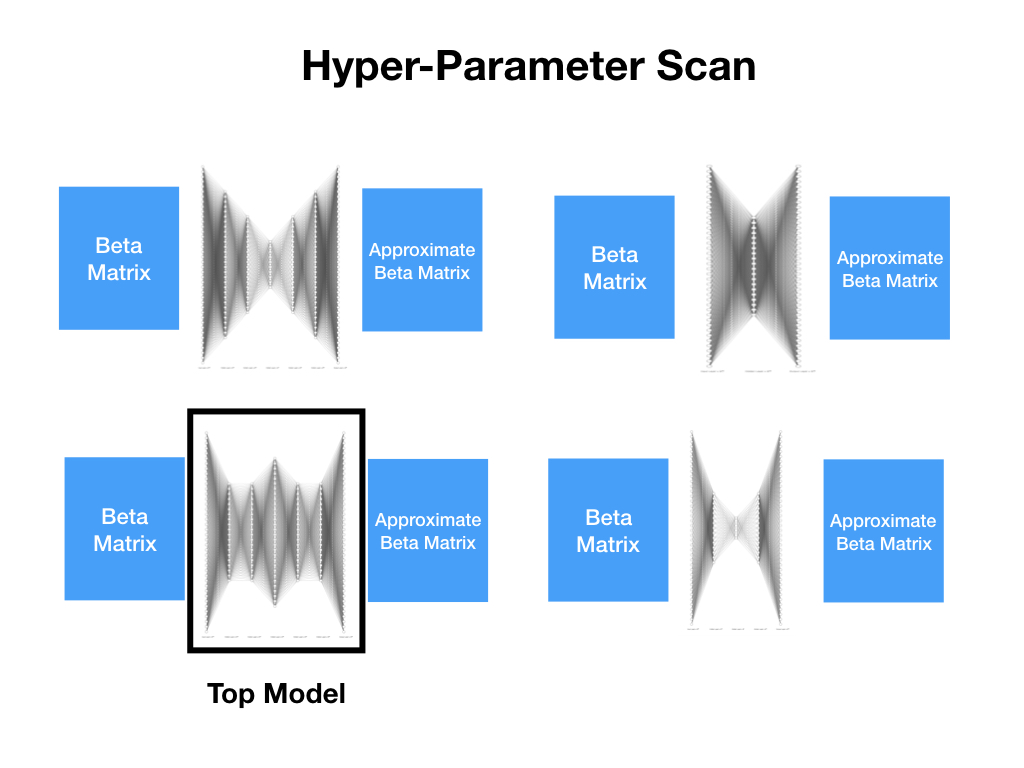 Hyper-Parameter Scan
Beta
Matrix
Approximate
Beta Matrix
Beta
Matrix
Approximate
Beta Matrix
Beta
Matrix
Approximate
Beta Matrix
Beta
Matrix
Approximate
Beta Matrix
Top Model